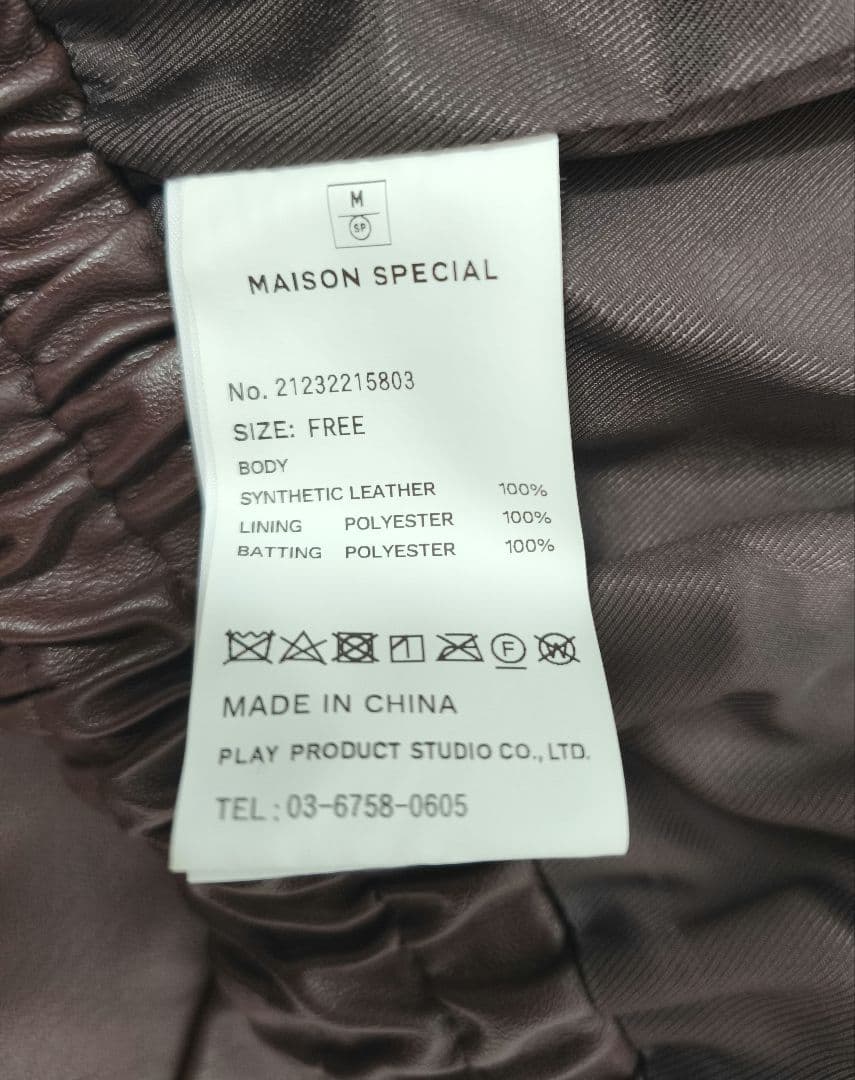 M
SP
MAISON SPECIAL
No. 21232215803
SIZE: FREE
BODY
SYNTHETIC LEATHER 100%
LINING POLYESTER 100%
BATTING POLYESTER 100%
F W
MADE IN CHINA
PLAY PRODUCT STUDIO CO., LTD.
TEL : 03-6758-0605